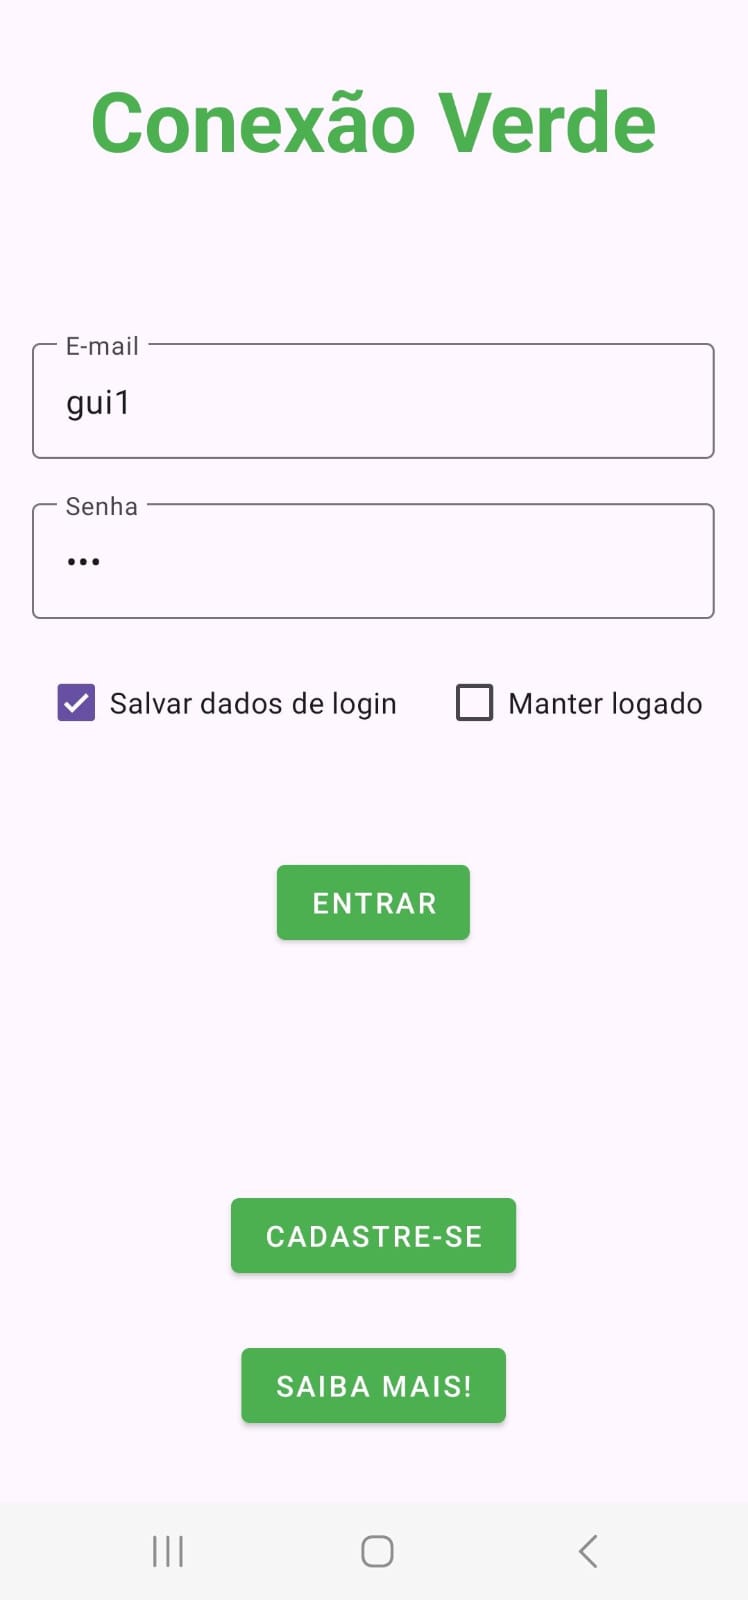 Conexão Verde
E-mail
gui1
Senha
•••
Salvar dados de login
Manter logado
ENTRAR
CADASTRE-SE
SAIBA MAIS!